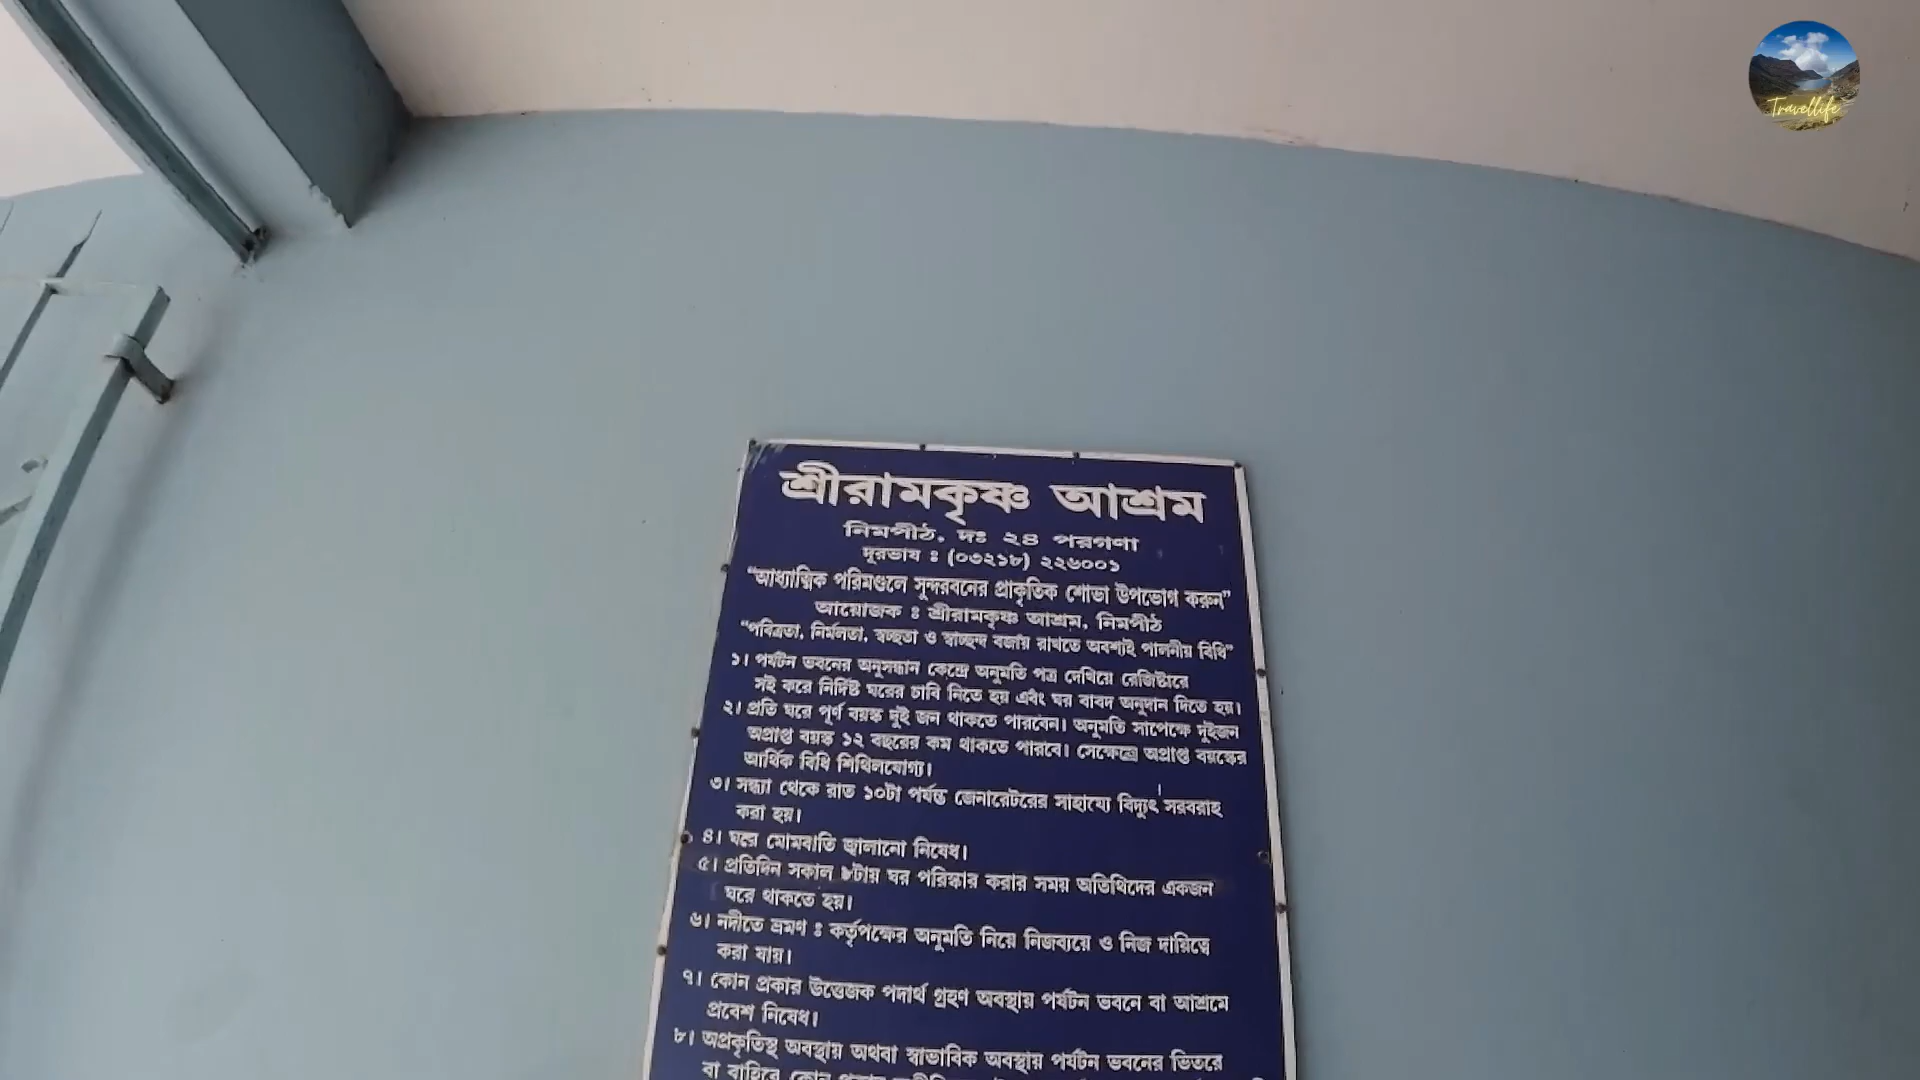 Travellife
শ্রীরামকৃষ্ণ আশ্রম
নিমপীঠ, দঃ ২৪ পরগণা
দূরভাষ : (০৩২১৮) ২২৬০০১
“আধ্যাত্মিক পরিমণ্ডলে সুন্দরবনের প্রাকৃতিক শোভা উপভোগ করুন”
আয়োজক : শ্রীরামকৃষ্ণ আশ্রম, নিমপীঠ
“পবিত্রতা, নির্মলতা, স্বচ্ছতা ও স্বাচ্ছন্দ বজায় রাখতে অবশ্যই পালনীয় বিধি”
১। পর্যটন ভবনের অনুসন্ধান কেন্দ্রে অনুমতি পত্র দেখিয়ে রেজিষ্টারে
সই করে নির্দিষ্ট ঘরের চাবি নিতে হয় এবং ঘর বাবদ অনুদান দিতে হয়।
২। প্রতি ঘরে পূর্ণ বয়স্ক দুই জন থাকতে পারবেন। অনুমতি সাপেক্ষে দুইজন
অপ্রাপ্ত বয়স্ক ১২ বছরের কম থাকতে পারবে। সেক্ষেত্রে অপ্রাপ্ত বয়স্কের
আর্থিক বিধি শিথিলযোগ্য।
৩। সন্ধ্যা থেকে রাত ১০টা পর্যন্ত জেনারেটরের সাহায্যে বিদ্যুৎ সরবরাহ
করা হয়।
৪। ঘরে মোমবাতি জ্বালানো নিষেধ।
৫। প্রতিদিন সকাল ৮টায় ঘর পরিস্কার করার সময় অতিথিদের একজন
ঘরে থাকতে হয়।
৬। নদীতে ভ্রমণ : কর্তৃপক্ষের অনুমতি নিয়ে নিজব্যয়ে ও নিজ দায়িত্বে
করা যায়।
৭। কোন প্রকার উত্তেজক পদার্থ গ্রহণ অবস্থায় পর্যটন ভবনে বা আশ্রমে
প্রবেশ নিষেধ।
৮। অপ্রকৃতিস্থ অবস্থায় অথবা স্বাভাবিক অবস্থায় পর্যটন ভবনের ভিতরে
বা বাহিরে কোন প্রকার